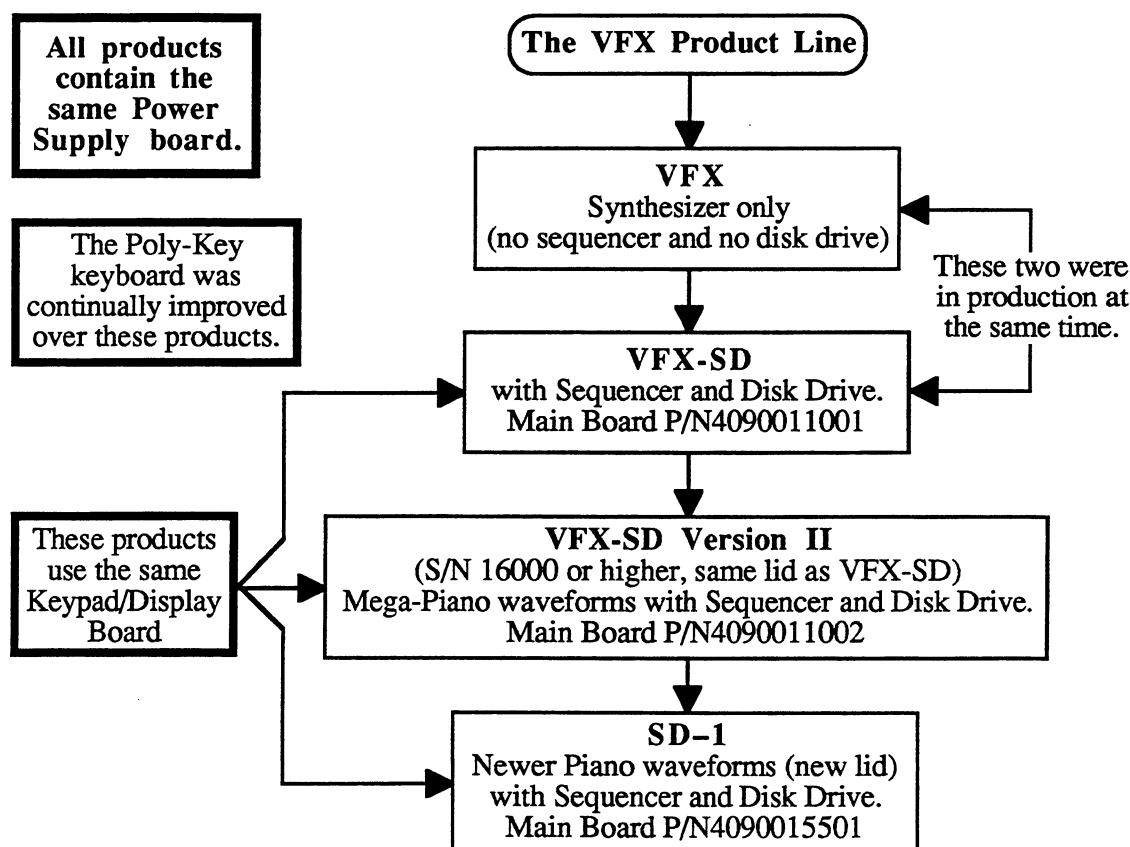 All products
contain the
same Power
Supply board.
The VFX Product Line
VFX
Synthesizer only
(no sequencer and no disk drive)
The Poly-Key
keyboard was
continually improved
over these products.
These two were
in production at
the same time.
VFX-SD
with Sequencer and Disk Drive.
Main Board P/N4090011001
These products
use the same
Keypad/Display
Board
VFX-SD Version II
(S/N 16000 or higher, same lid as VFX-SD)
Mega-Piano waveforms with Sequencer and Disk Drive.
Main Board P/N4090011002
SD–1
Newer Piano waveforms (new lid)
with Sequencer and Disk Drive.
Main Board P/N4090015501